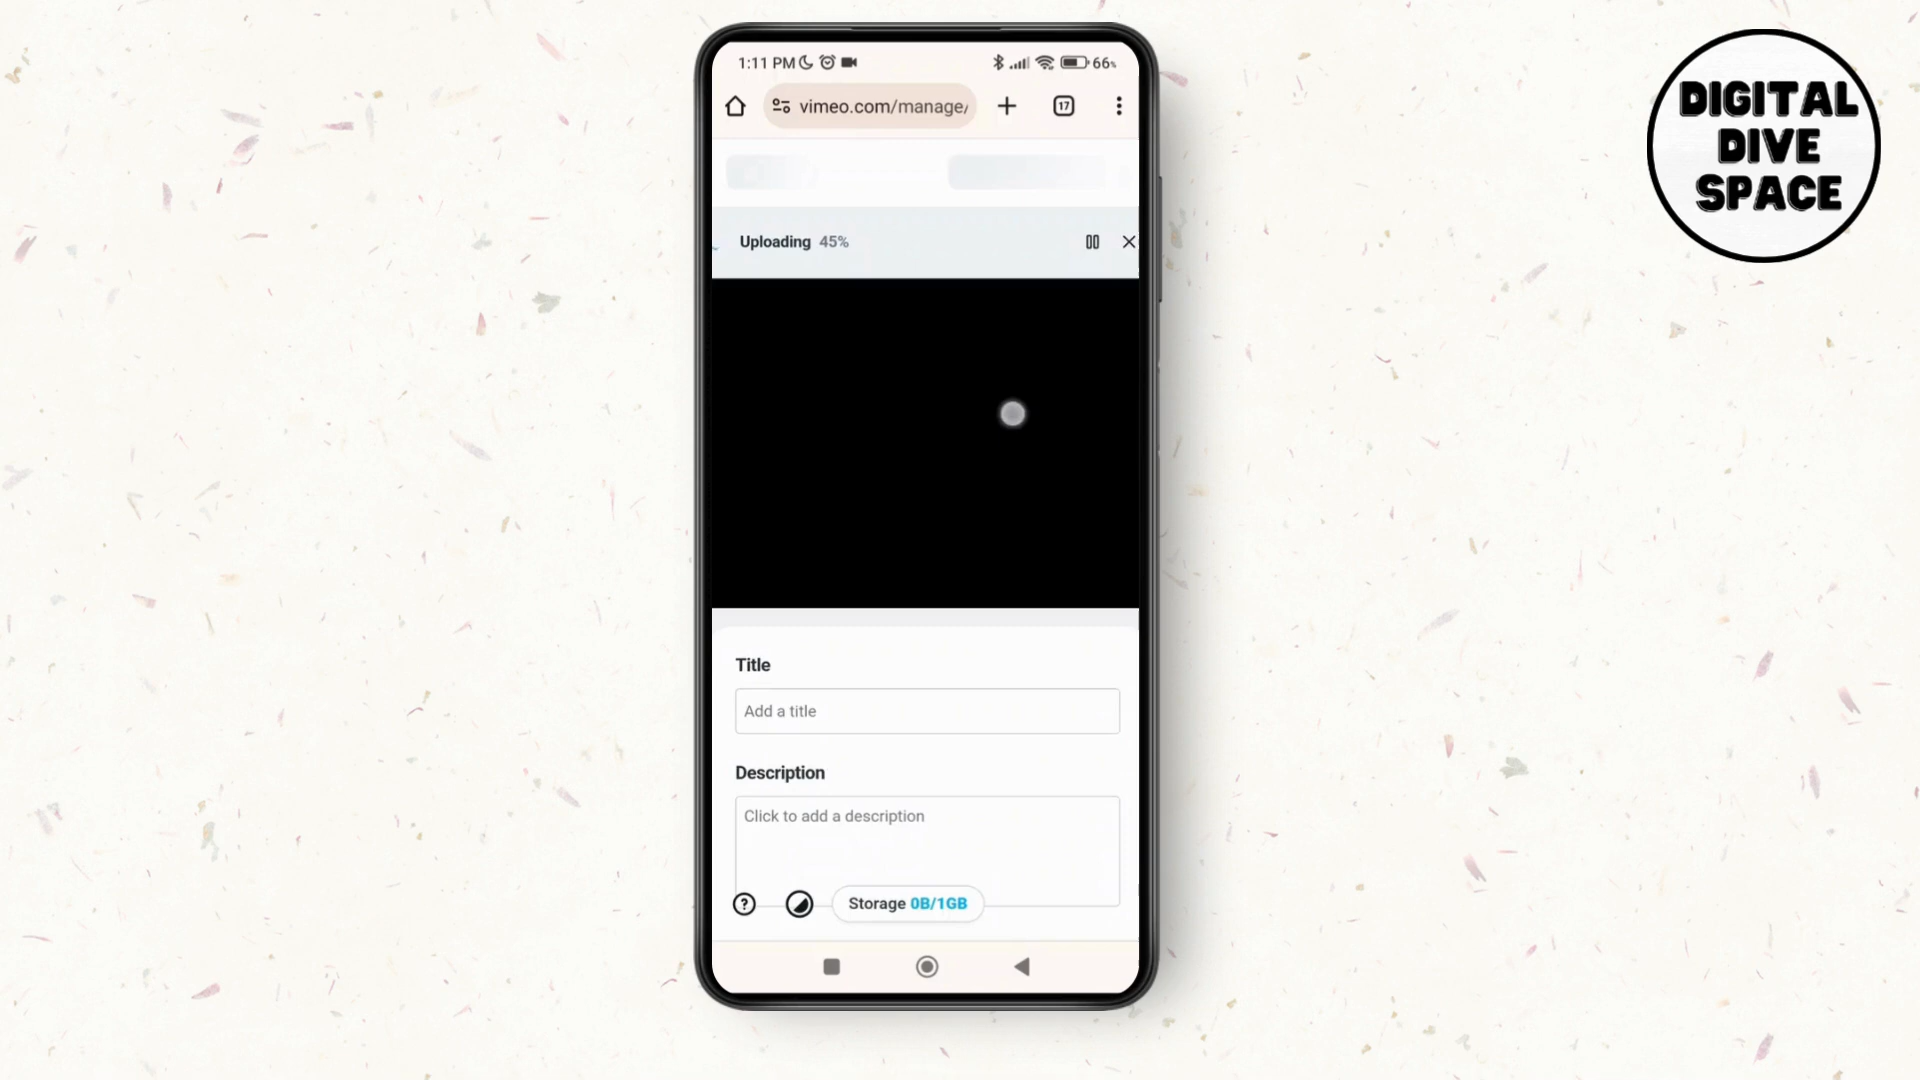 DIGITAL
DIVE
SPACE
1:11 PM
66%
vimeo.com/manage/
17
Uploading 45%
Title
Add a title
Description
Click to add a description
Storage 0B/1GB